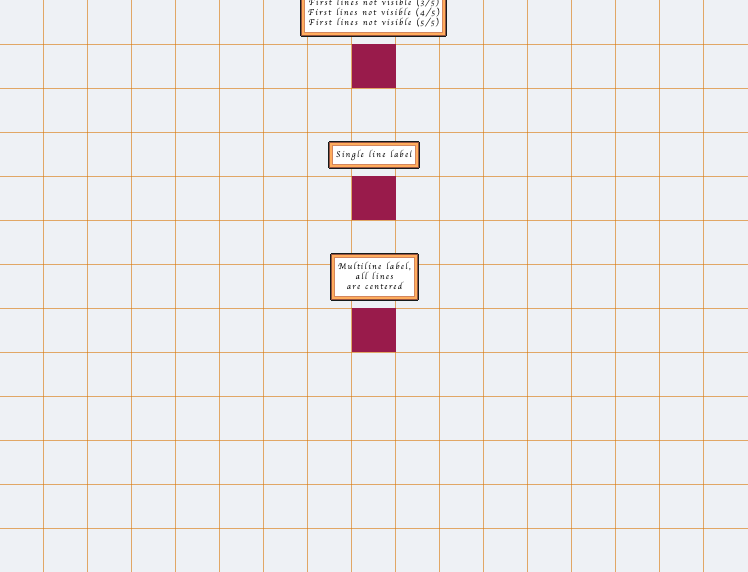 First lines not visible (3/5)
First lines not visible (4/5)
First lines not visible (5/5)
Single line label
Multiline label,
all lines
are centered